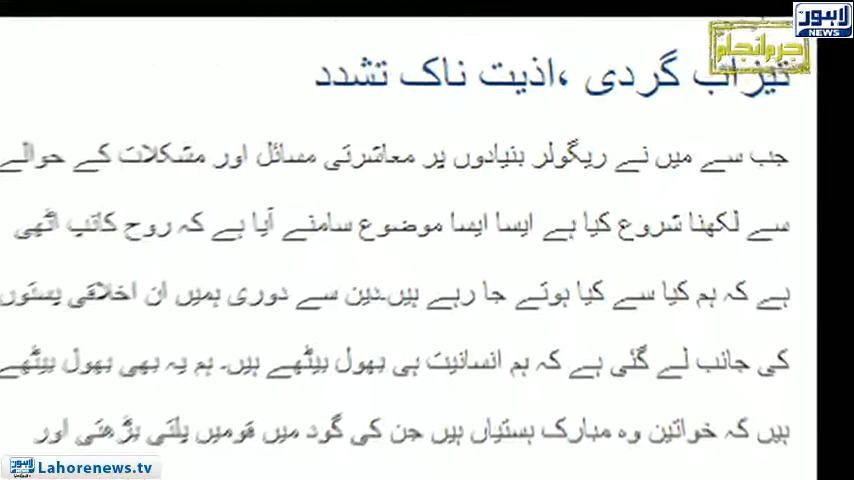 لاہور
NEWS
جرم انجام
تیزاب گردی ،اذیت ناک تشدد
جب سے میں نے ریگولر بنیادوں پر معاشرتی مسائل اور مشکلات کے حوالے
سے لکھنا شروع کیا ہے ایسا ایسا موضوع سامنے آیا ہے کہ روح کانپ اٹھی
ہے کہ ہم کیا سے کیا ہوتے جا رہے ہیں۔دین سے دوری ہمیں ان اخلاقی پستوں
کی جانب لے گئی ہے کہ ہم انسانیت ہی بھول بیٹھے ہیں۔ ہم یہ بھی بھول بیٹھے
ہیں کہ خواتین وہ مبارک ہستیاں ہیں جن کی گود میں قومیں پلتی بڑھتی اور
لاہور Lahorenews.tv